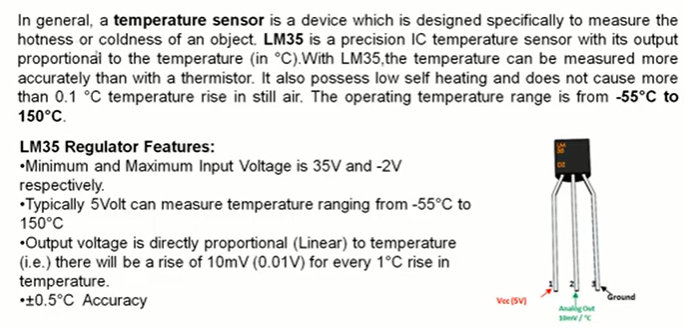 In general, a temperature sensor is a device which is designed specifically to measure the
hotness or coldness of an object. LM35 is a precision IC temperature sensor with its output
proportional to the temperature (in °C).With LM35,the temperature can be measured more
accurately than with a thermistor. It also possess low self heating and does not cause more
than 0.1 °C temperature rise in still air. The operating temperature range is from -55°C to
150°C.
LM35 Regulator Features:
•Minimum and Maximum Input Voltage is 35V and -2V
respectively.
•Typically 5Volt can measure temperature ranging from -55°C to
150°C
•Output voltage is directly proportional (Linear) to temperature
(i.e.) there will be a rise of 10mV (0.01V) for every 1°C rise in
temperature.
•±0.5°C Accuracy
LM
35
DZ
1 2 3
Vcc (5V)
Ground
Analog Out
10mV / °C